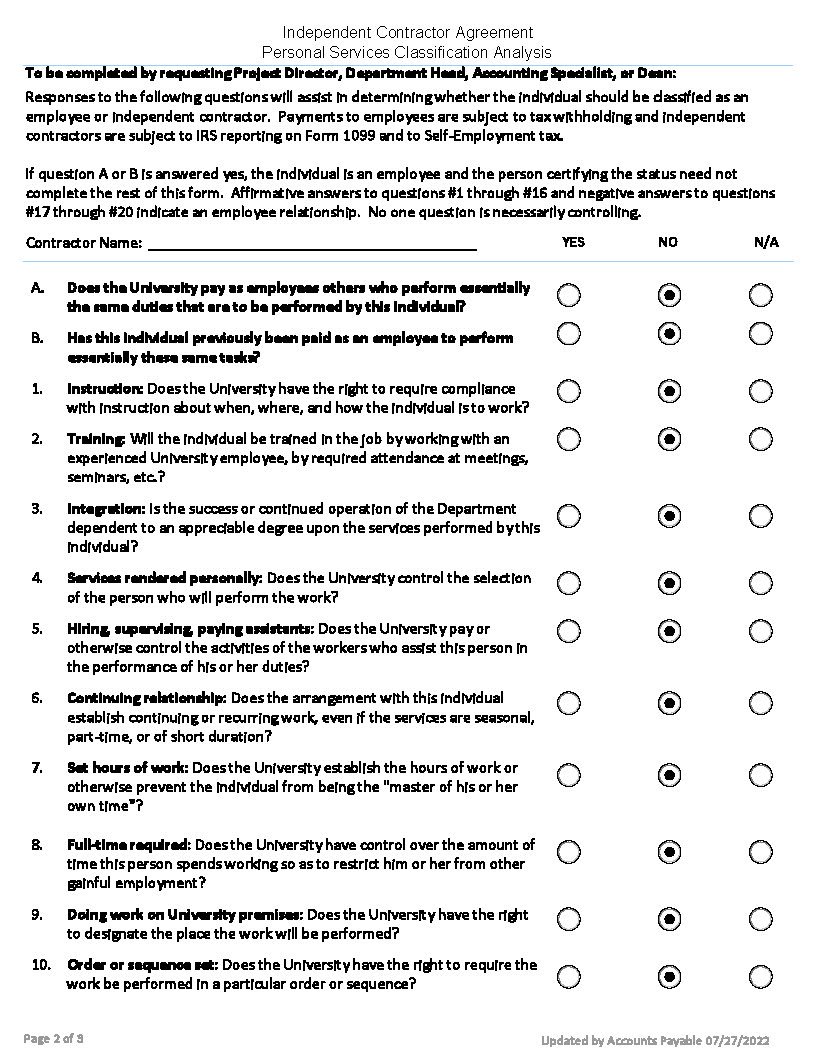 Independent Contractor Agreement
Personal Services Classification Analysis
To be completed by requesting Project Director, Department Head, Accounting Specialist, or Dean:
Responses to the following questions will assist in determining whether the individual should be classified as an
employee or independent contractor. Payments to employees are subject to tax withholding and independent
contractors are subject to IRS reporting on Form 1099 and to Self-Employment tax.
If question A or B is answered yes, the individual is an employee and the person certifying the status need not
complete the rest of this form. Affirmative answers to questions #1 through #16 and negative answers to questions
#17 through #20 indicate an employee relationship. No one question is necessarily controlling.
Contractor Name: YES NO N/A
A. Does the University pay as employees others who perform essentially
the same duties that are to be performed by this individual?
B. Has this individual previously been paid as an employee to perform
essentially these same tasks?
1. Instruction: Does the University have the right to require compliance
with instruction about when, where, and how the individual is to work?
2. Training: Will the individual be trained in the job by working with an
experienced University employee, by required attendance at meetings,
seminars, etc.?
3. Integration: Is the success or continued operation of the Department
dependent to an appreciable degree upon the services performed by this
individual?
4. Services rendered personally: Does the University control the selection
of the person who will perform the work?
5. Hiring, supervising, paying assistants: Does the University pay or
otherwise control the activities of the workers who assist this person in
the performance of his or her duties?
6. Continuing relationship: Does the arrangement with this individual
establish continuing or recurring work, even if the services are seasonal,
part-time, or of short duration?
7. Set hours of work: Does the University establish the hours of work or
otherwise prevent the individual from being the "master of his or her
own time"?
8. Full-time required: Does the University have control over the amount of
time this person spends working so as to restrict him or her from other
gainful employment?
9. Doing work on University premises: Does the University have the right
to designate the place the work will be performed?
10. Order or sequence set: Does the University have the right to require the
work be performed in a particular order or sequence?
Page 2 of 3
Updated by Accounts Payable 07/27/2022